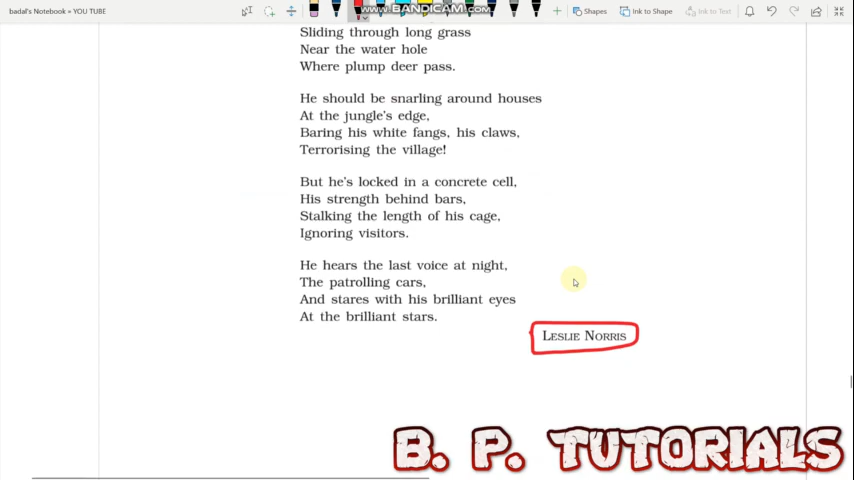 badal's Notebook » YOU TUBE
WWW.BANDICAM.COM
Shapes
Ink to Shape
Ink to Text
Sliding through long grass
Near the water hole
Where plump deer pass.
He should be snarling around houses
At the jungle's edge,
Baring his white fangs, his claws,
Terrorising the village!
But he's locked in a concrete cell,
His strength behind bars,
Stalking the length of his cage,
Ignoring visitors.
He hears the last voice at night,
The patrolling cars,
And stares with his brilliant eyes
At the brilliant stars.
LESLIE NORRIS
B. P. TUTORIALS